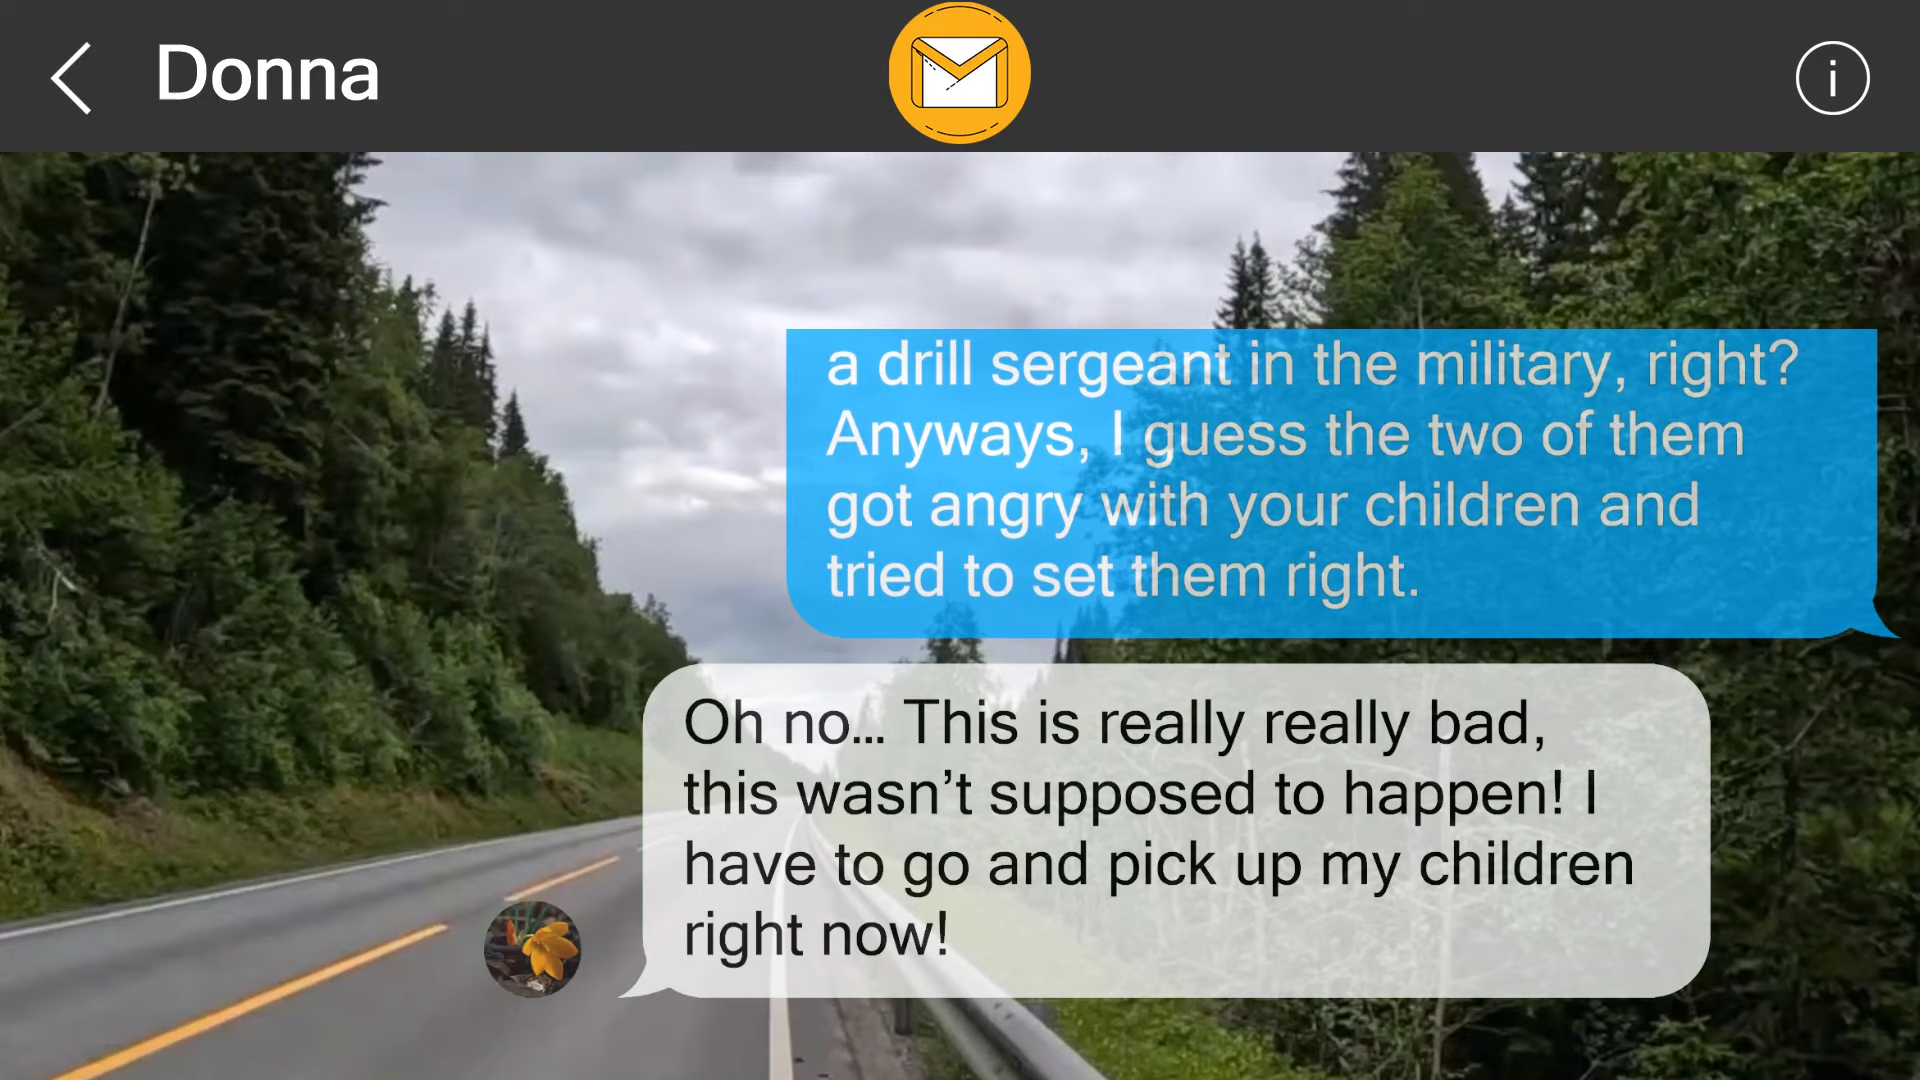 Donna
a drill sergeant in the military, right?
Anyways, I guess the two of them
got angry with your children and
tried to set them right.
Oh no... This is really really bad,
this wasn’t supposed to happen! I
have to go and pick up my children
right now!